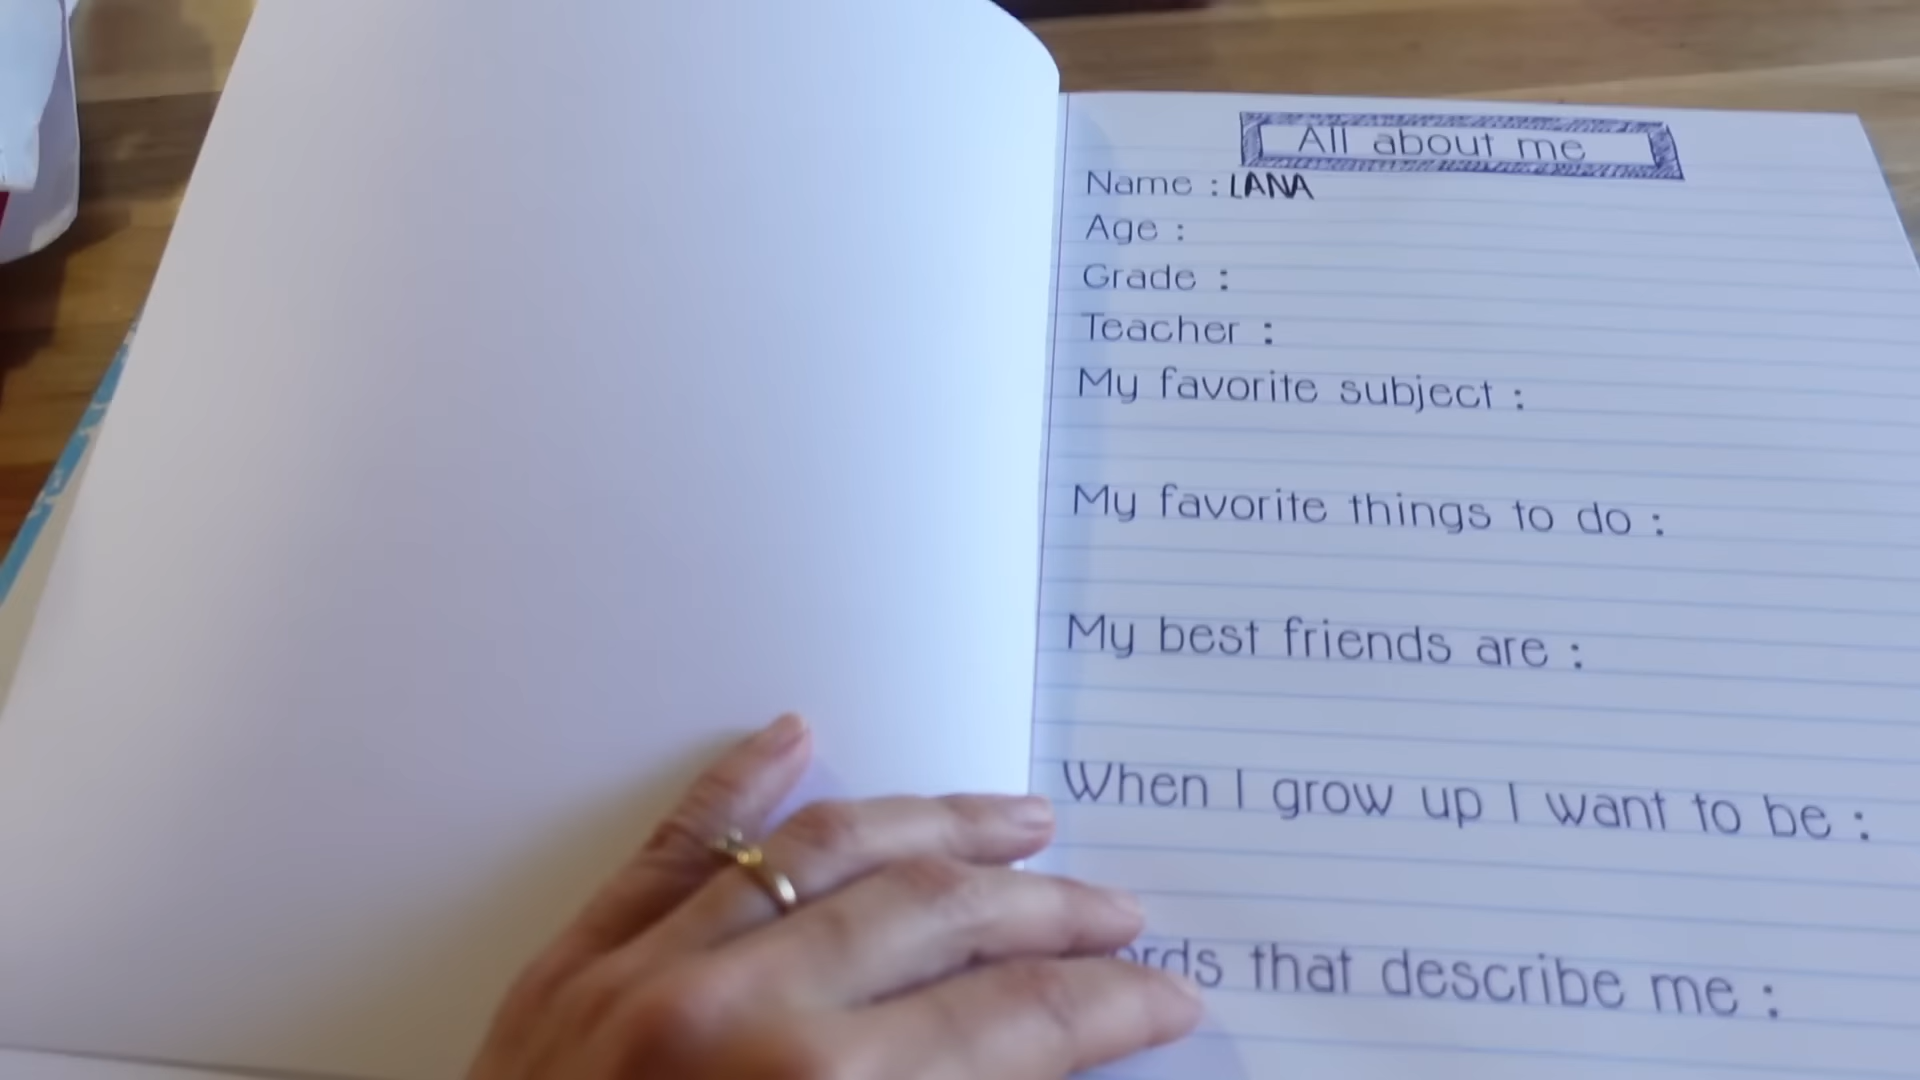 All about me
Name : LANA
Age :
Grade :
Teacher :
My favorite subject :
My favorite things to do :
My best friends are :
When I grow up I want to be :
that describe me :